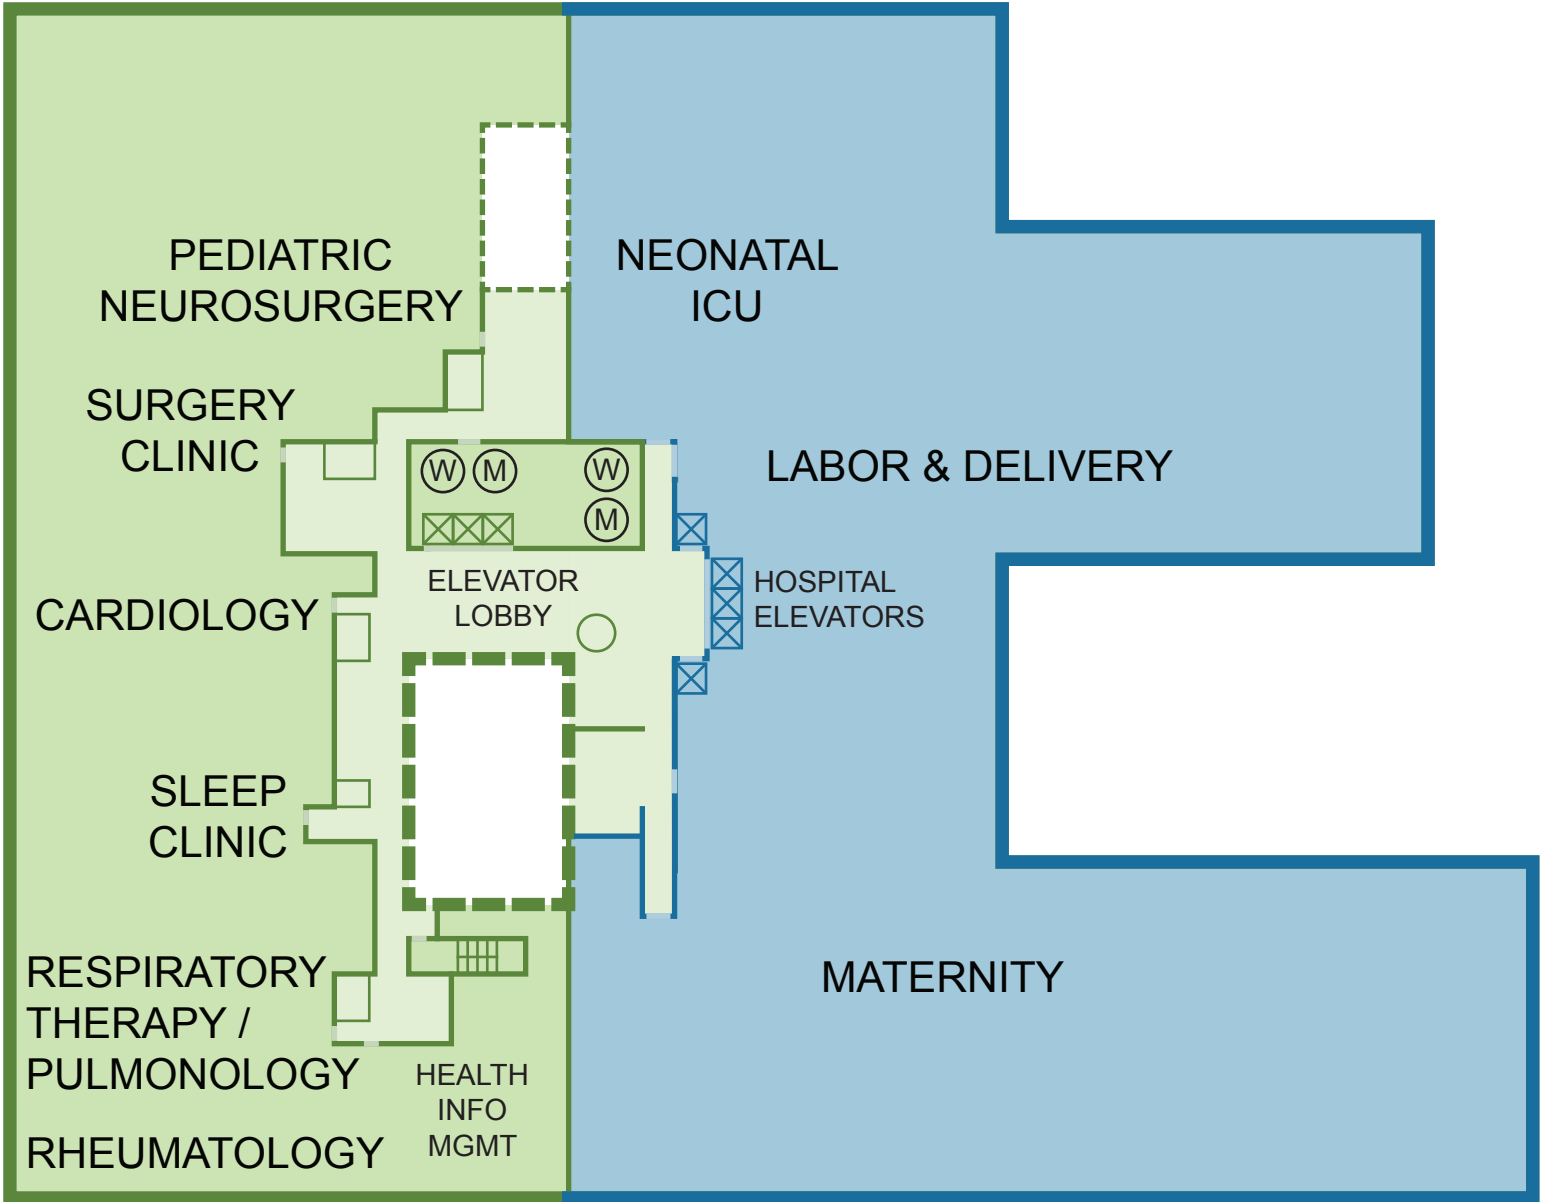 PEDIATRIC
NEUROSURGERY
NEONATAL
ICU
SURGERY
CLINIC
W
M
W
M
LABOR & DELIVERY
ELEVATOR
LOBBY
HOSPITAL
ELEVATORS
CARDIOLOGY
SLEEP
CLINIC
RESPIRATORY
THERAPY /
PULMONOLOGY
MATERNITY
HEALTH
INFO
MGMT
RHEUMATOLOGY